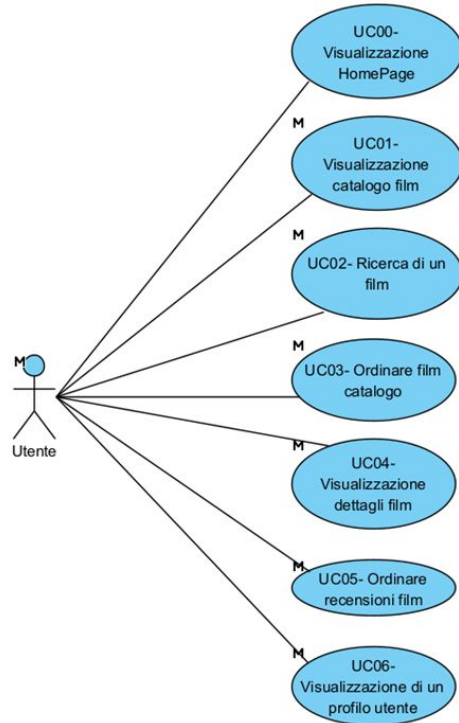 UC00-
Visualizzazione
HomePage
M
UC01-
Visualizzazione
catalogo film
M
UC02- Ricerca di un
film
M
UC03- Ordinare film
catalogo
M
Utente
M
UC04-
Visualizzazione
dettagli film
M
UC05- Ordinare
recensioni film
M
UC06-
Visualizzazione di un
profilo utente